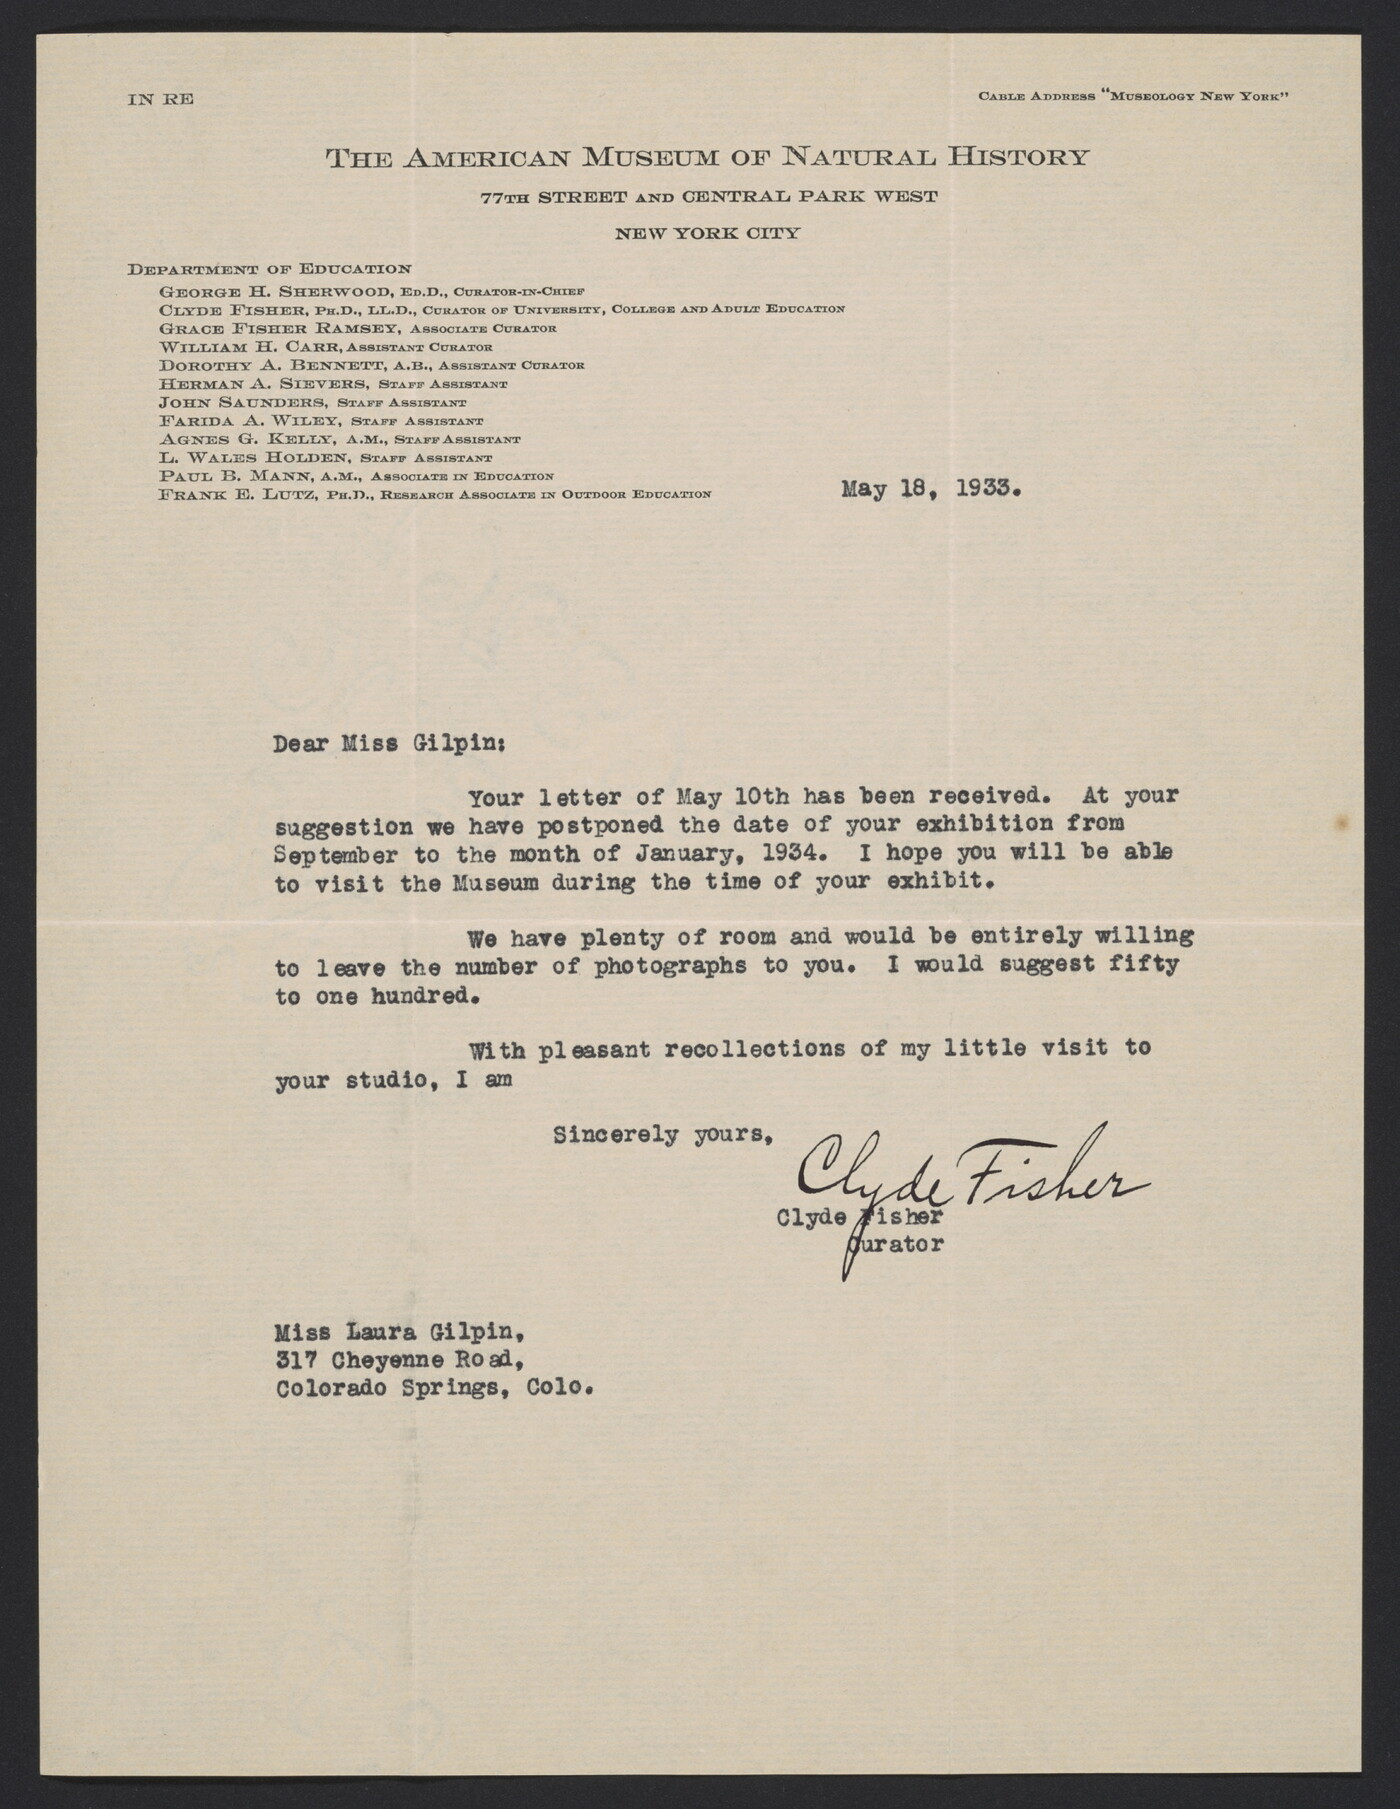 IN RE
CABLE ADDRESS "MUSEOLOGY NEW YORK"
THE AMERICAN MUSEUM OF NATURAL HISTORY
77TH STREET AND CENTRAL PARK WEST
NEW YORK CITY
DEPARTMENT OF EDUCATION
GEORGE H. SHERWOOD, ED.D., CURATOR-IN-CHIEF
CLYDE FISHER, PH.D., LL.D., CURATOR OF UNIVERSITY, COLLEGE AND ADULT EDUCATION
GRACE FISHER RAMSEY, ASSOCIATE CURATOR
WILLIAM H. CARR, ASSISTANT CURATOR
DOROTHY A. BENNETT, A.B., ASSISTANT CURATOR
HERMAN A. SIEVERS, STAFF ASSISTANT
JOHN SAUNDERS, STAFF ASSISTANT
FARIDA A. WILEY, STAFF ASSISTANT
AGNES G. KELLY, A.M., STAFF ASSISTANT
L. WALES HOLDEN, STAFF ASSISTANT
PAUL B. MANN, A.M., ASSOCIATE IN EDUCATION
FRANK E. LUTZ, PH.D., RESEARCH ASSOCIATE IN OUTDOOR EDUCATION
May 18, 1933.
Dear Miss Gilpin:
Your letter of May 10th has been received. At your
suggestion we have postponed the date of your exhibition from
September to the month of January, 1934. I hope you will be able
to visit the Museum during the time of your exhibit.
We have plenty of room and would be entirely willing
to leave the number of photographs to you. I would suggest fifty
to one hundred.
With pleasant recollections of my little visit to
your studio, I am
Sincerely yours,
Clyde Fisher
Clyde Fisher
Curator
Miss Laura Gilpin,
317 Cheyenne Road,
Colorado Springs, Colo.